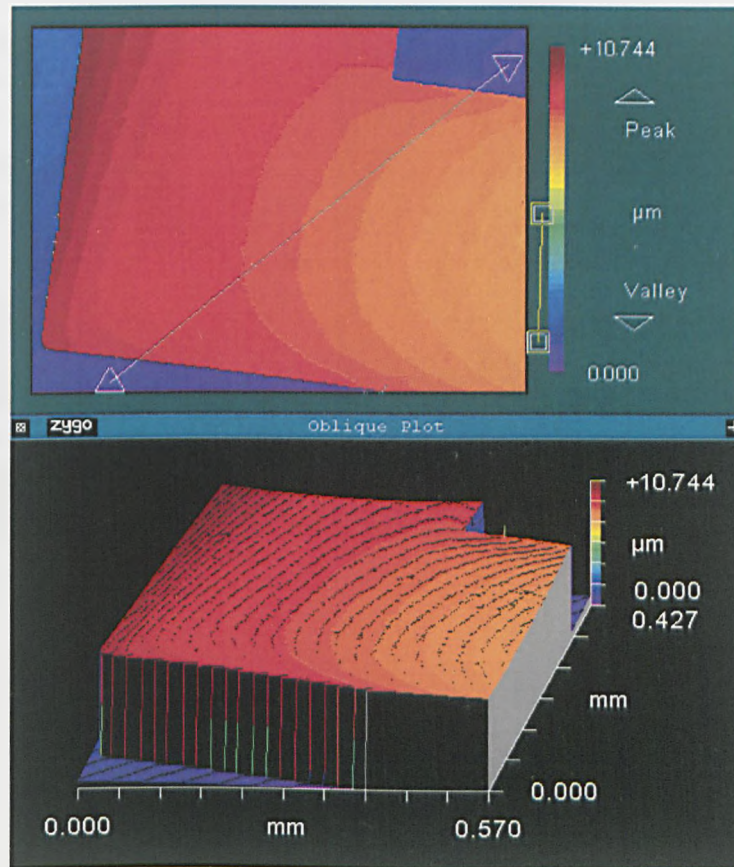 +10.744
Peak
µm
Valley
0.000
zygo Oblique Plot
+10.744
µm
0.000
0.427
mm
0.000
0.000 mm 0.570